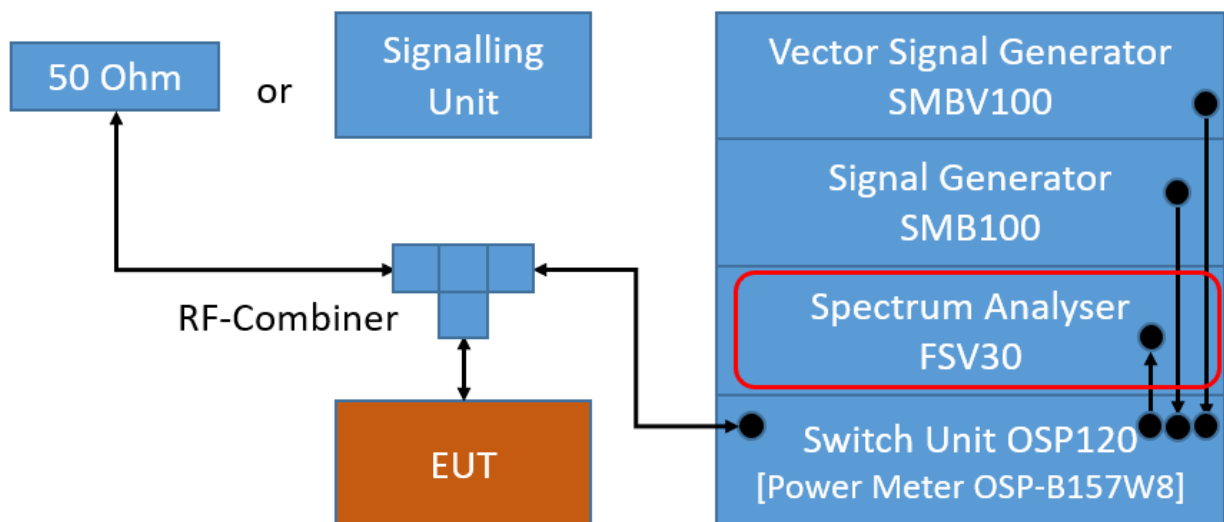 50 Ohm
or
Signalling
Unit
Vector Signal Generator
SMBV100
Signal Generator
SMB100
Spectrum Analyser
FSV30
RF-Combiner
EUT
Switch Unit OSP120
[Power Meter OSP-B157W8]